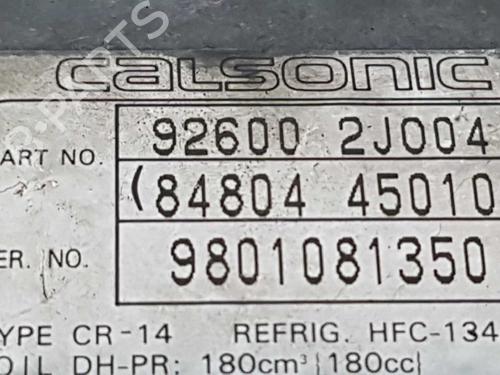 calsonic
PART NO. 92600 2J004
(84804 45010
SER. NO. 9801081350
TYPE CR-14 REFRIG. HFC-134
OIL DH-PR: 180cm³ 180cc